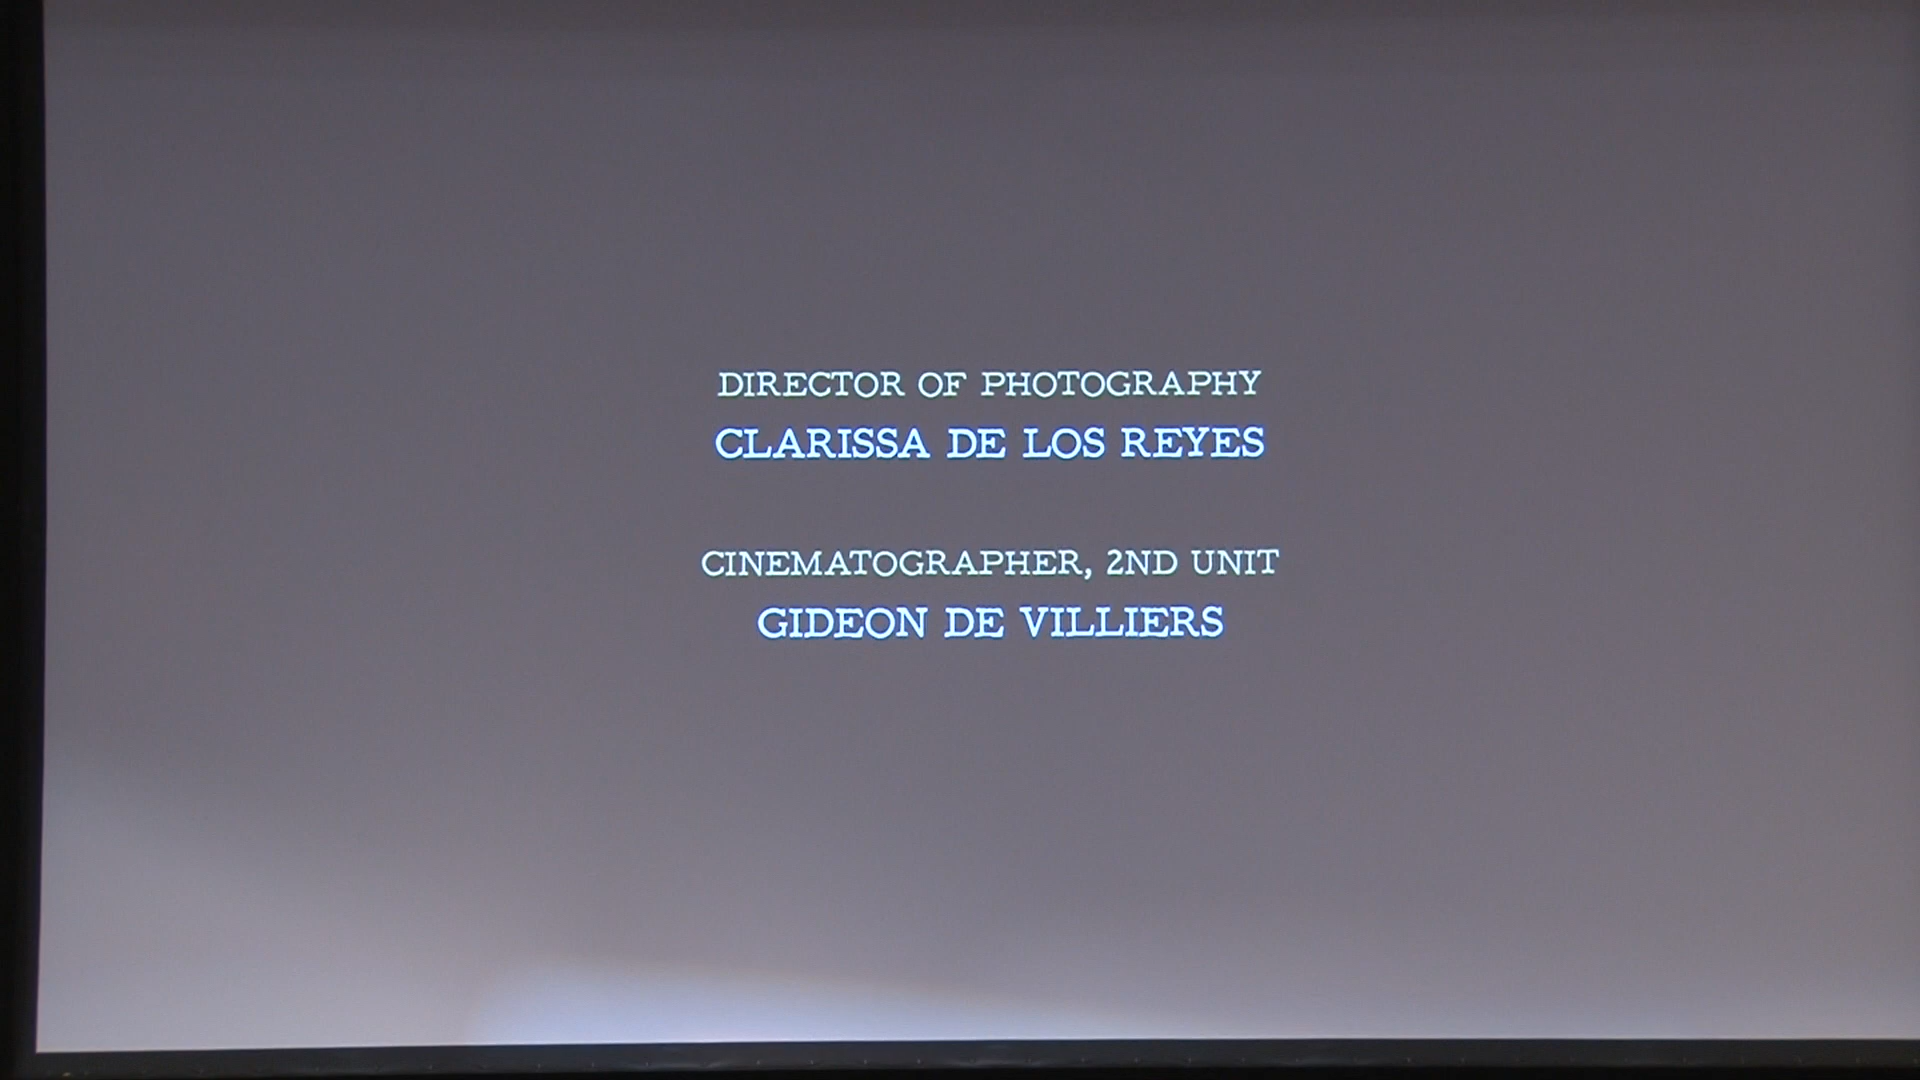 DIRECTOR OF PHOTOGRAPHY
CLARISSA DE LOS REYES
CINEMATOGRAPHER, 2ND UNIT
GIDEON DE VILLIERS